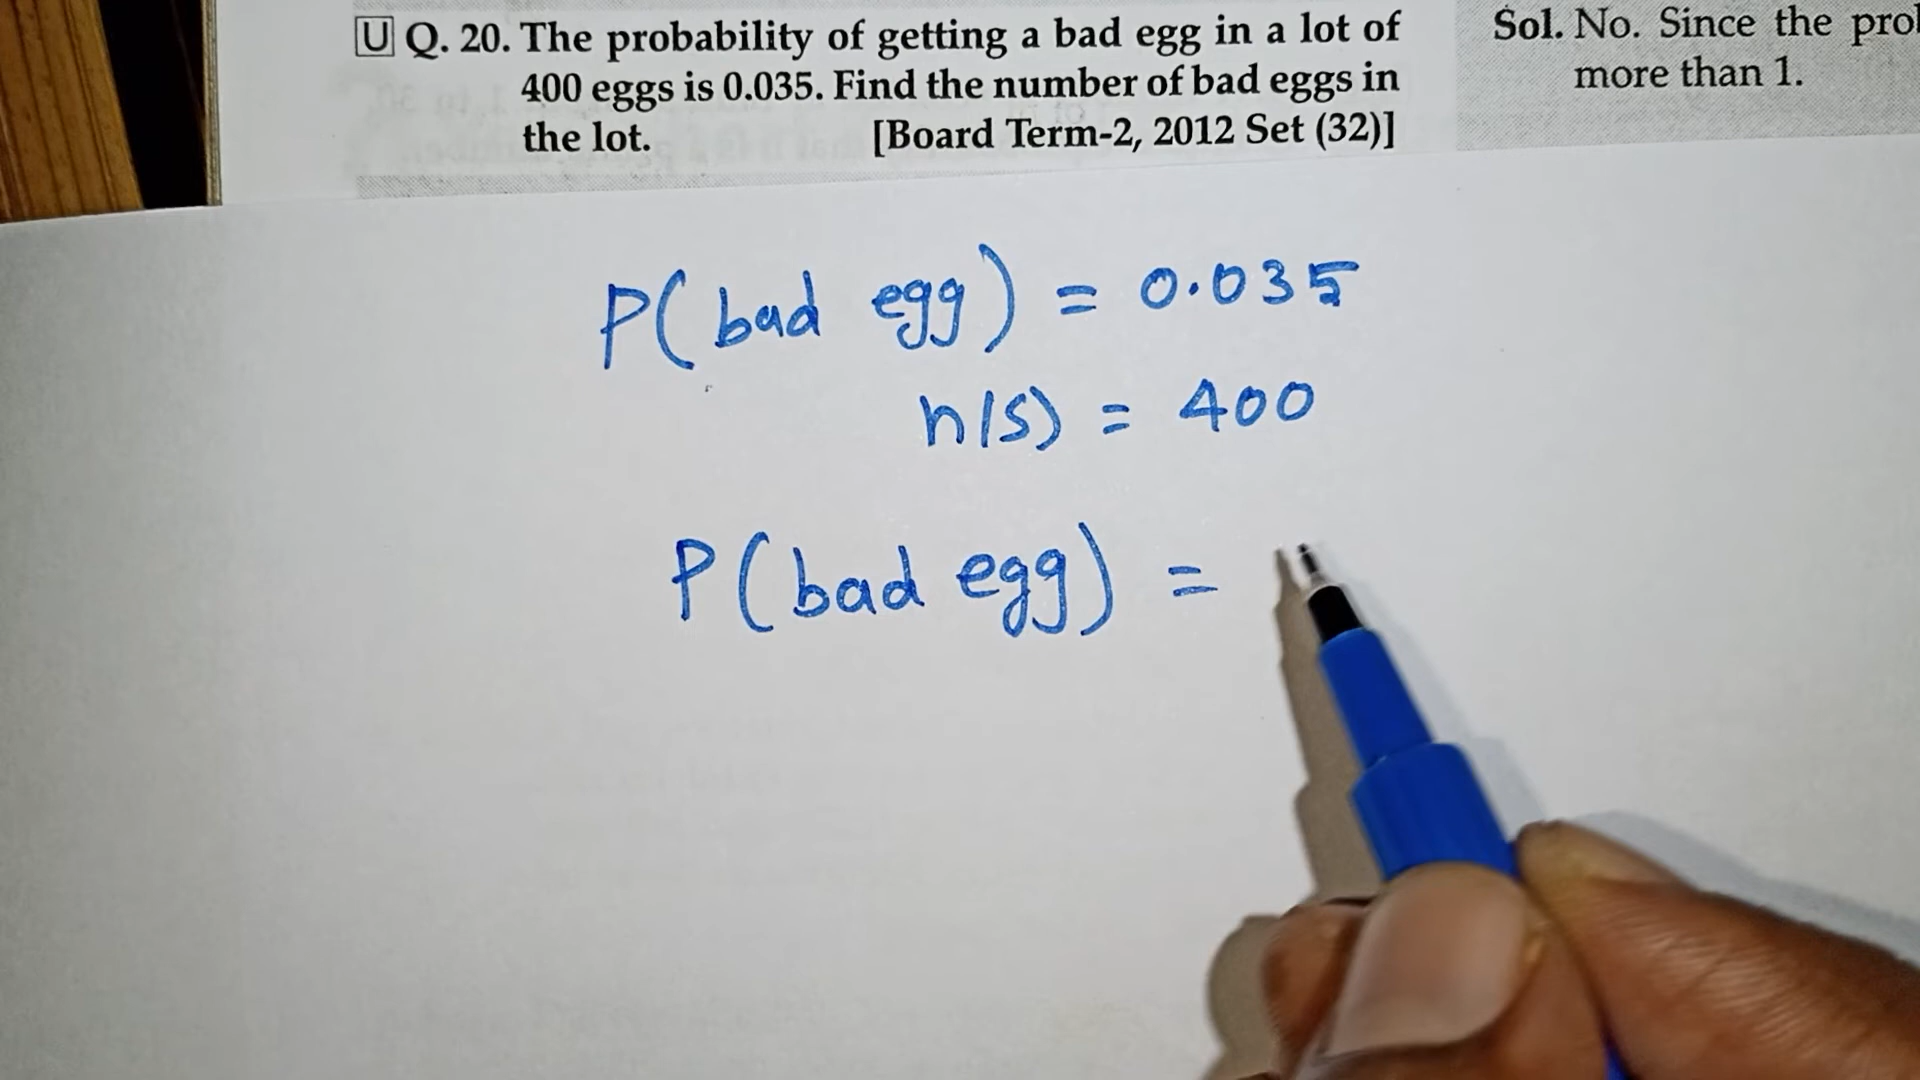 U Q. 20. The probability of getting a bad egg in a lot of
400 eggs is 0.035. Find the number of bad eggs in
the lot. [Board Term-2, 2012 Set (32)]
Sol. No. Since the
more than 1.
P(bad egg) = 0.035
n(s) = 400
P(bad egg) =